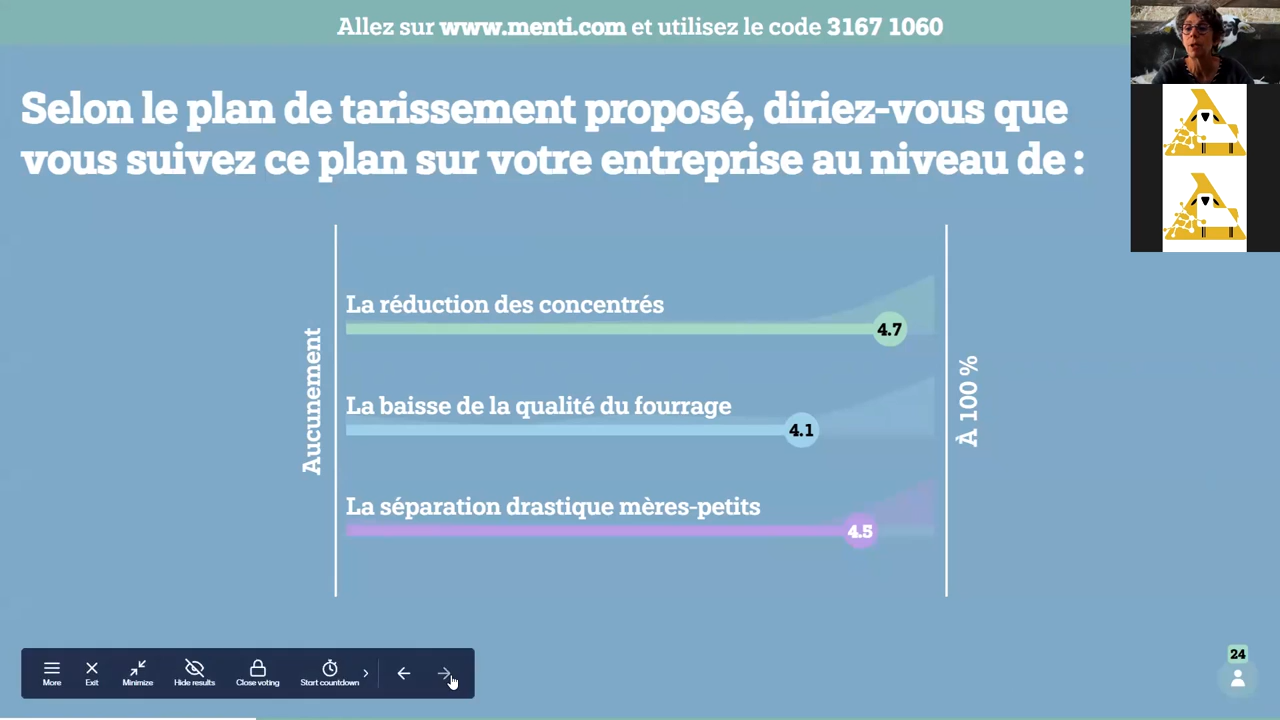 Allez sur www.menti.com et utilisez le code 3167 1060
Selon le plan de tarissement proposé, diriez-vous que
vous suivez ce plan sur votre entreprise au niveau de :
Aucunement
La réduction des concentrés
4.7
La baisse de la qualité du fourrage
4.1
La séparation drastique mères-petits
4.5
À 100 %
More
Exit
Minimize
Hide results
Close voting
Start countdown
24